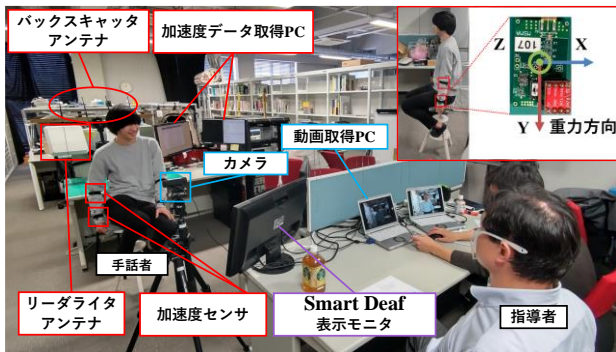 バックスキャッタ
アンテナ
加速度データ取得PC
動画取得PC
カメラ
手話者
リーダライタ
アンテナ
加速度センサ
Smart Deaf
表示モニタ
指導者
107
Z
X
Y
重力方向